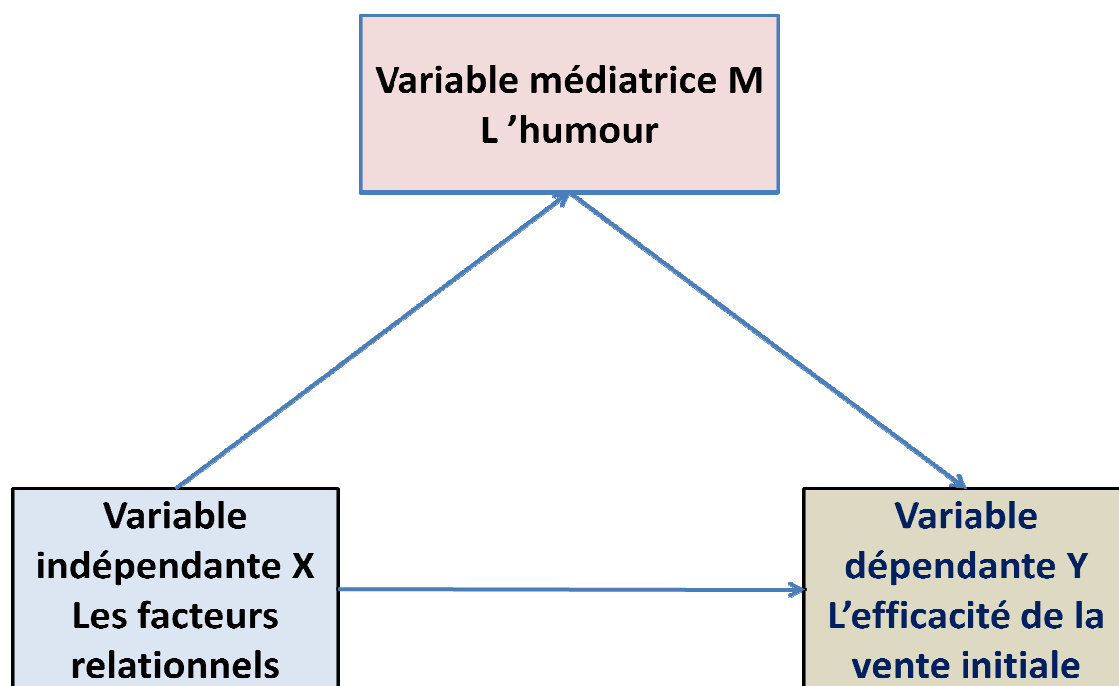 Variable médiatrice M
L ’humour
Variable
indépendante X
Les facteurs
relationnels
Variable
dépendante Y
L’efficacité de la
vente initiale